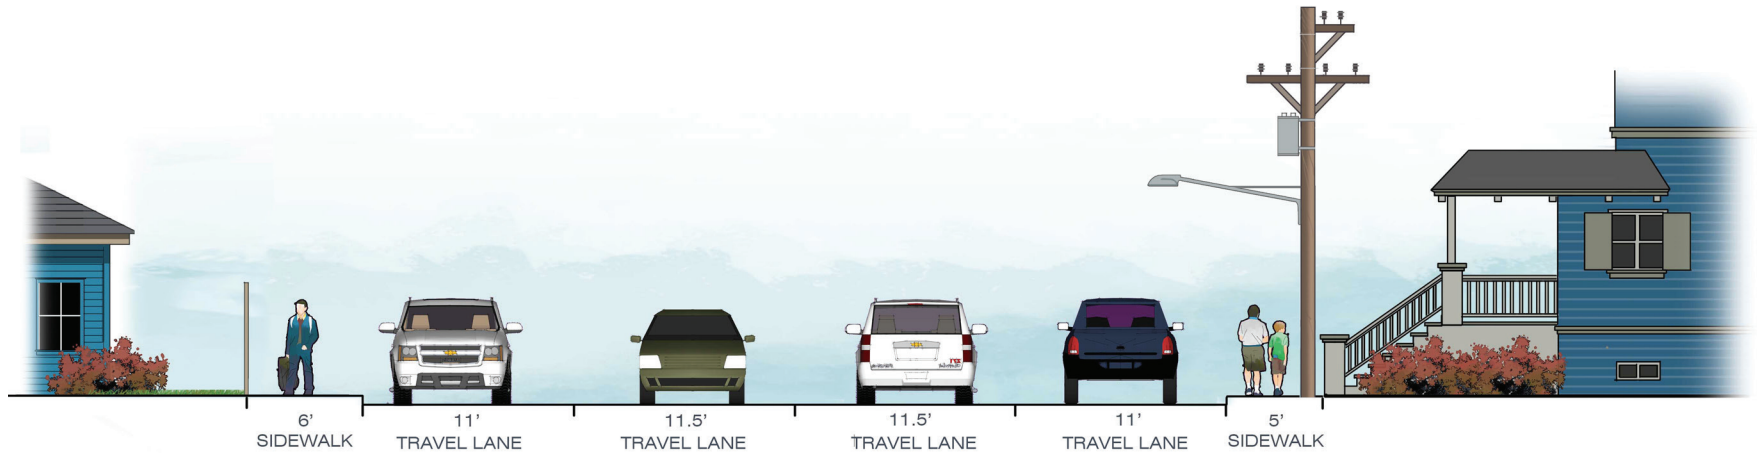 6'
SIDEWALK
11'
TRAVEL LANE
11.5'
TRAVEL LANE
11.5'
TRAVEL LANE
11'
TRAVEL LANE
5'
SIDEWALK